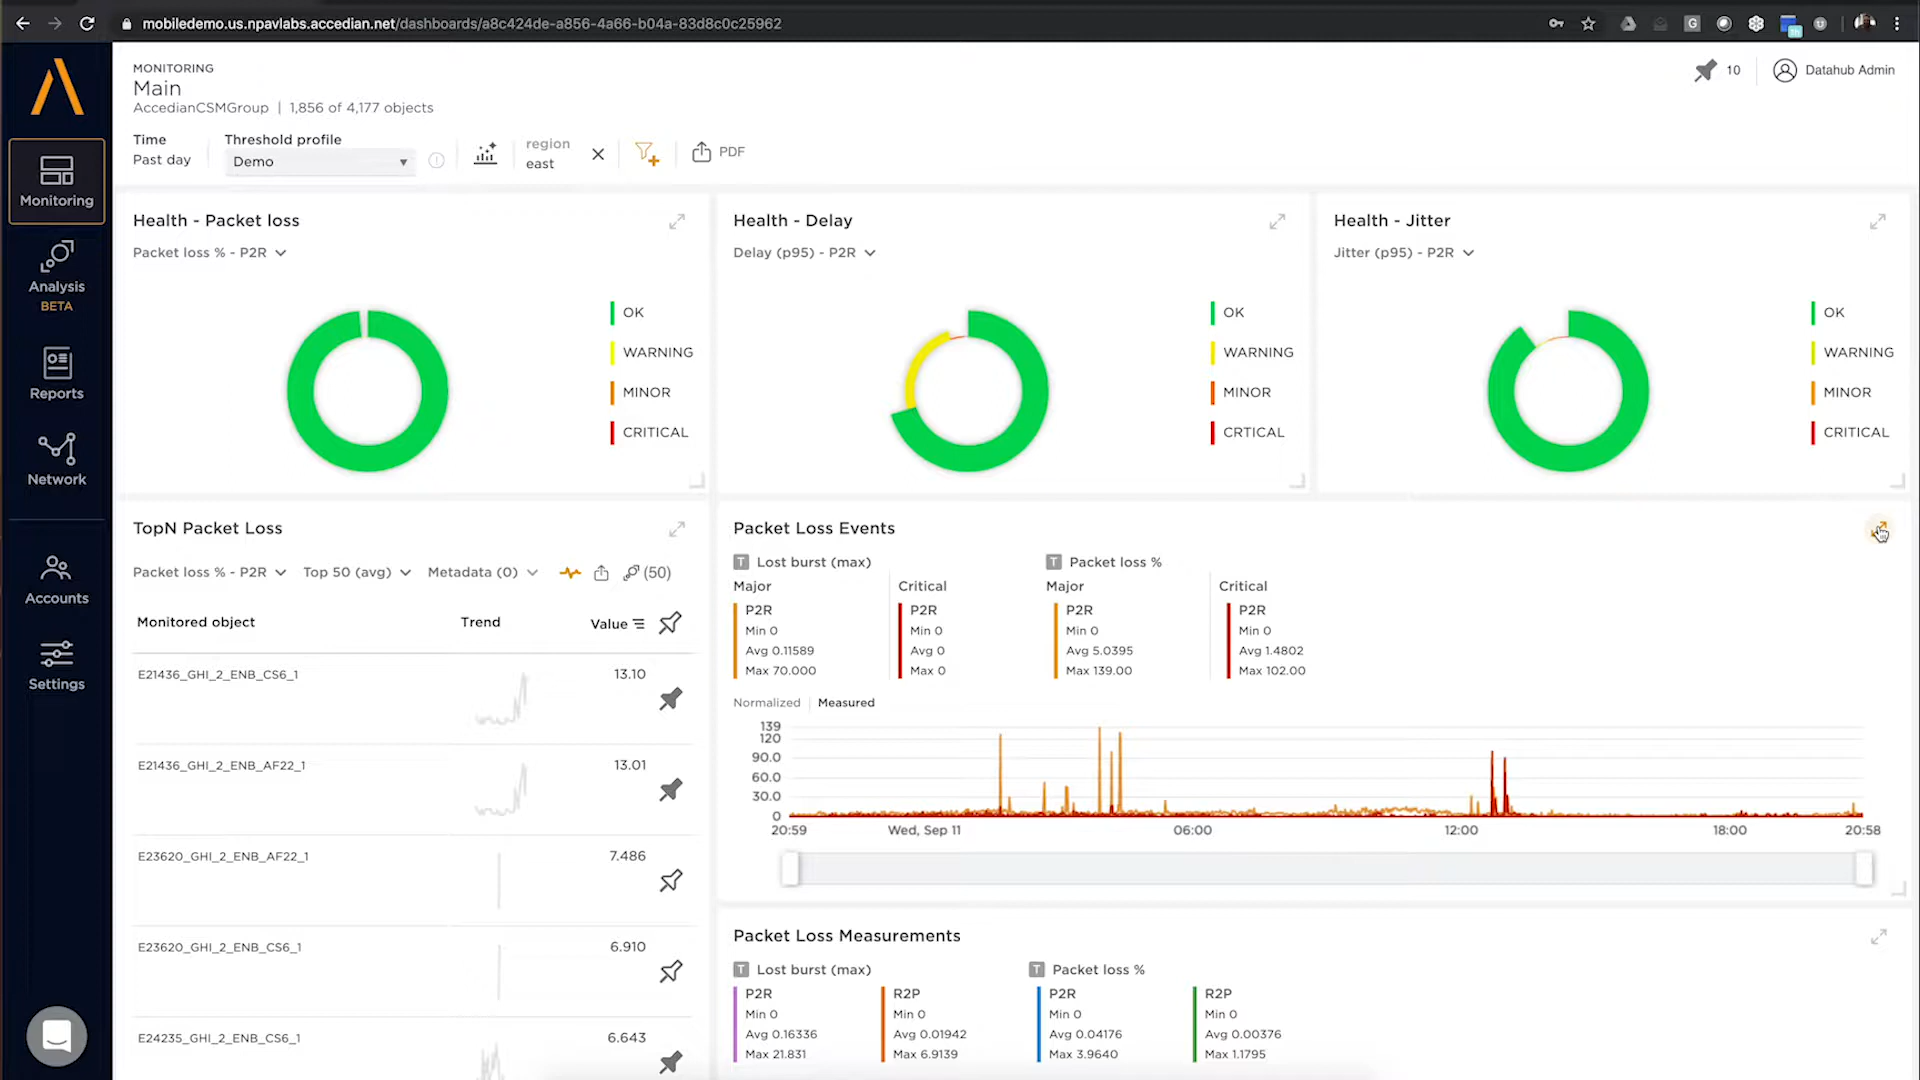 mobiledemo.us.npavlabs.accedian.net/dashboards/a8c424de-a856-4a66-b04a-83d8c0c25962
MONITORING
Main
AccedianCSMGroup | 1,856 of 4,177 objects
10
Datahub Admin
Time
Past day
Threshold profile
Demo
region
east
PDF
Monitoring
Analysis
BETA
Reports
Network
Accounts
Settings
Health - Packet loss
Packet loss % - P2R
OK
WARNING
MINOR
CRITICAL
Health - Delay
Delay (p95) - P2R
OK
WARNING
MINOR
CRTICAL
Health - Jitter
Jitter (p95) - P2R
OK
WARNING
MINOR
CRITICAL
TopN Packet Loss
Packet loss % - P2R Top 50 (avg) Metadata (0) (50)
Monitored object Trend Value
E21436_GHI_2_ENB_CS6_1 13.10
E21436_GHI_2_ENB_AF22_1 13.01
E23620_GHI_2_ENB_AF22_1 7.486
E23620_GHI_2_ENB_CS6_1 6.910
E24235_GHI_2_ENB_CS6_1 6.643
Packet Loss Events
T Lost burst (max)
Major
P2R
Min 0
Avg 0.11589
Max 70.000
Critical
P2R
Min 0
Avg 0
Max 0
T Packet loss %
Major
P2R
Min 0
Avg 5.0395
Max 139.00
Critical
P2R
Min 0
Avg 1.4802
Max 102.00
Normalized | Measured
139
120
90.0
60.0
30.0
0
20:59 Wed, Sep 11 06:00 12:00 18:00 20:58
Packet Loss Measurements
T Lost burst (max)
P2R
Min 0
Avg 0.16336
Max 21.831
R2P
Min 0
Avg 0.01942
Max 6.9139
T Packet loss %
P2R
Min 0
Avg 0.04176
Max 3.9640
R2P
Min 0
Avg 0.00376
Max 1.1795